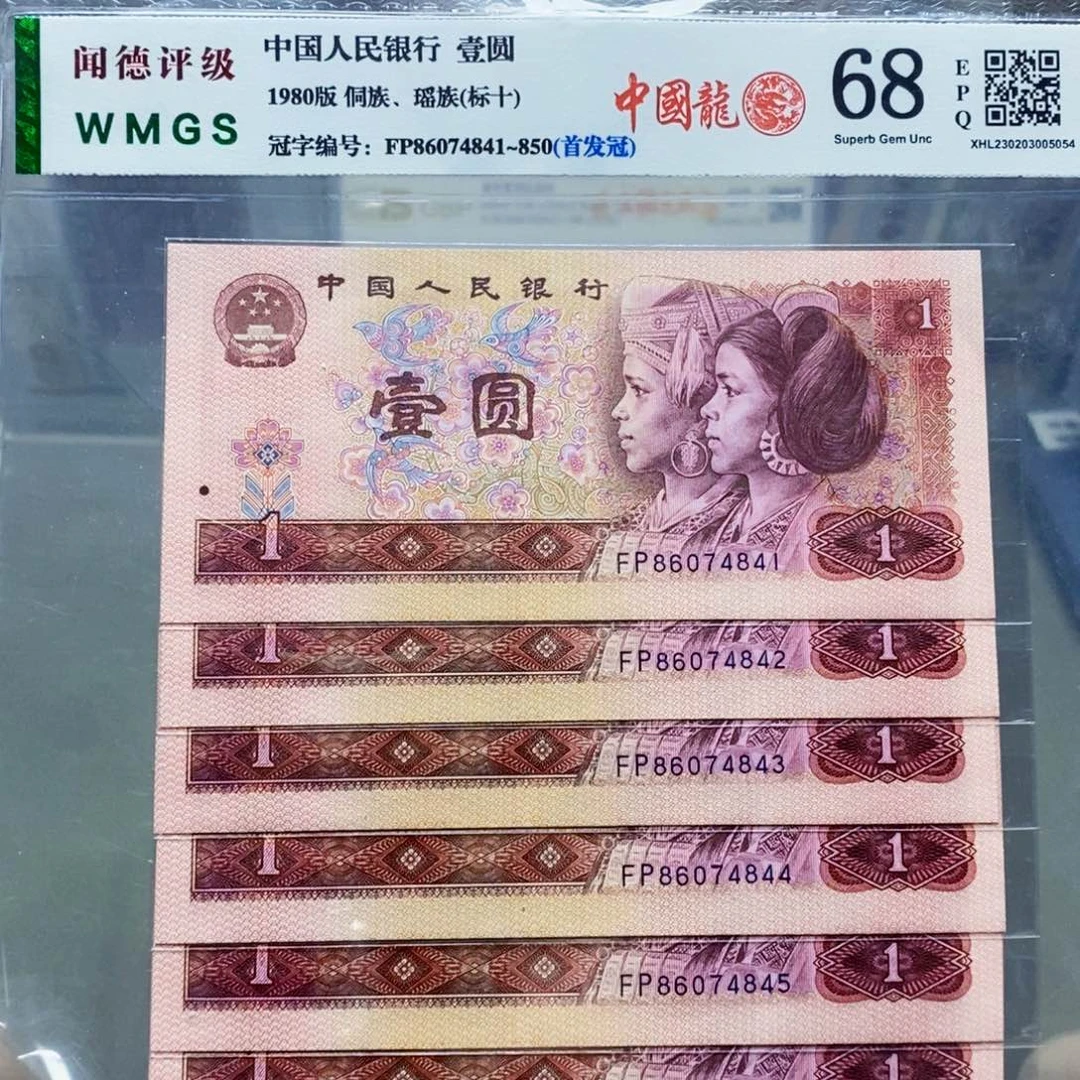 闻德评级
WMGS
中国人民银行 壹圆
1980版 侗族、瑶族(标十)
冠字编号：FP86074841~850(首发冠)
中國龍
68
Superb Gem Unc
EPQ
XHL230203005054
中国人民银行
1
壹圆
1
FP86074841
1
1
FP86074842
1
1
FP86074843
1
1
FP86074844
1
1
FP86074845
1
1
1